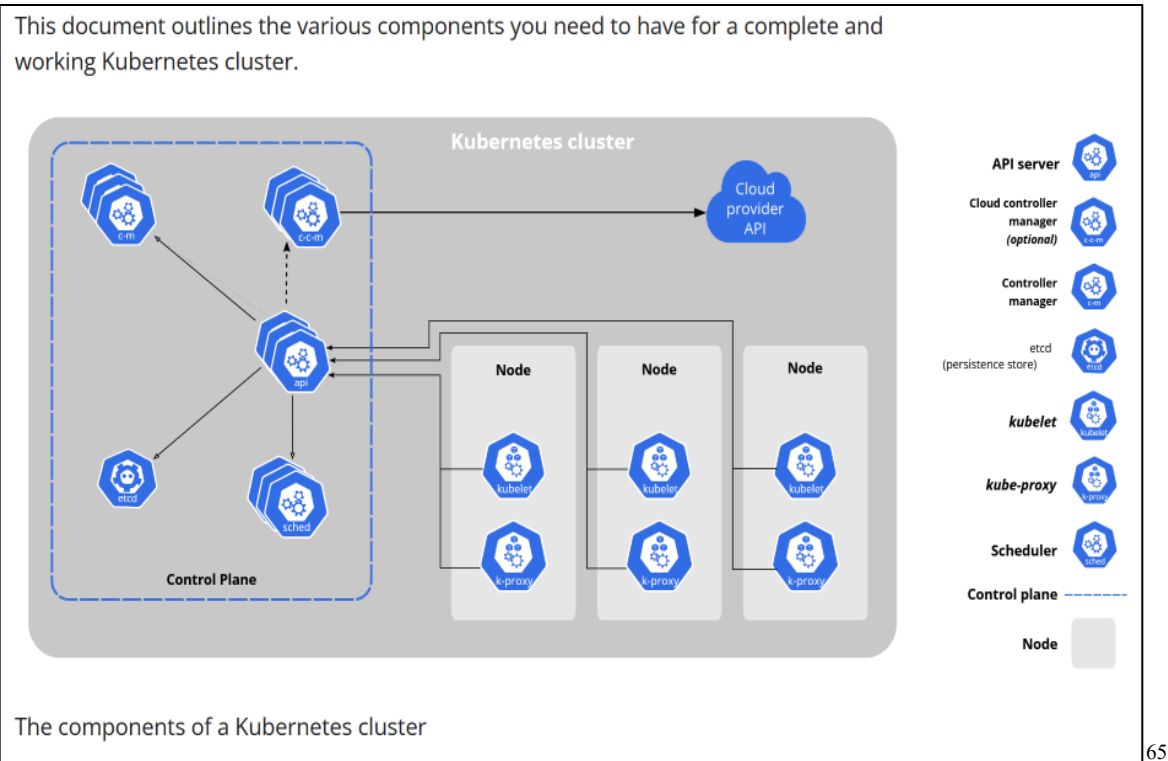 This document outlines the various components you need to have for a complete and
working Kubernetes cluster.
Kubernetes cluster
c-m
c-c-m
Cloud
provider
API
api
etcd
sched
Control Plane
Node
kubelet
k-proxy
Node
kubelet
k-proxy
Node
kubelet
k-proxy
API server
api
Cloud controller
manager
(optional)
c-c-m
Controller
manager
c-m
etcd
(persistence store)
etcd
kubelet
kubelet
kube-proxy
k-proxy
Scheduler
sched
Control plane
Node
The components of a Kubernetes cluster
65